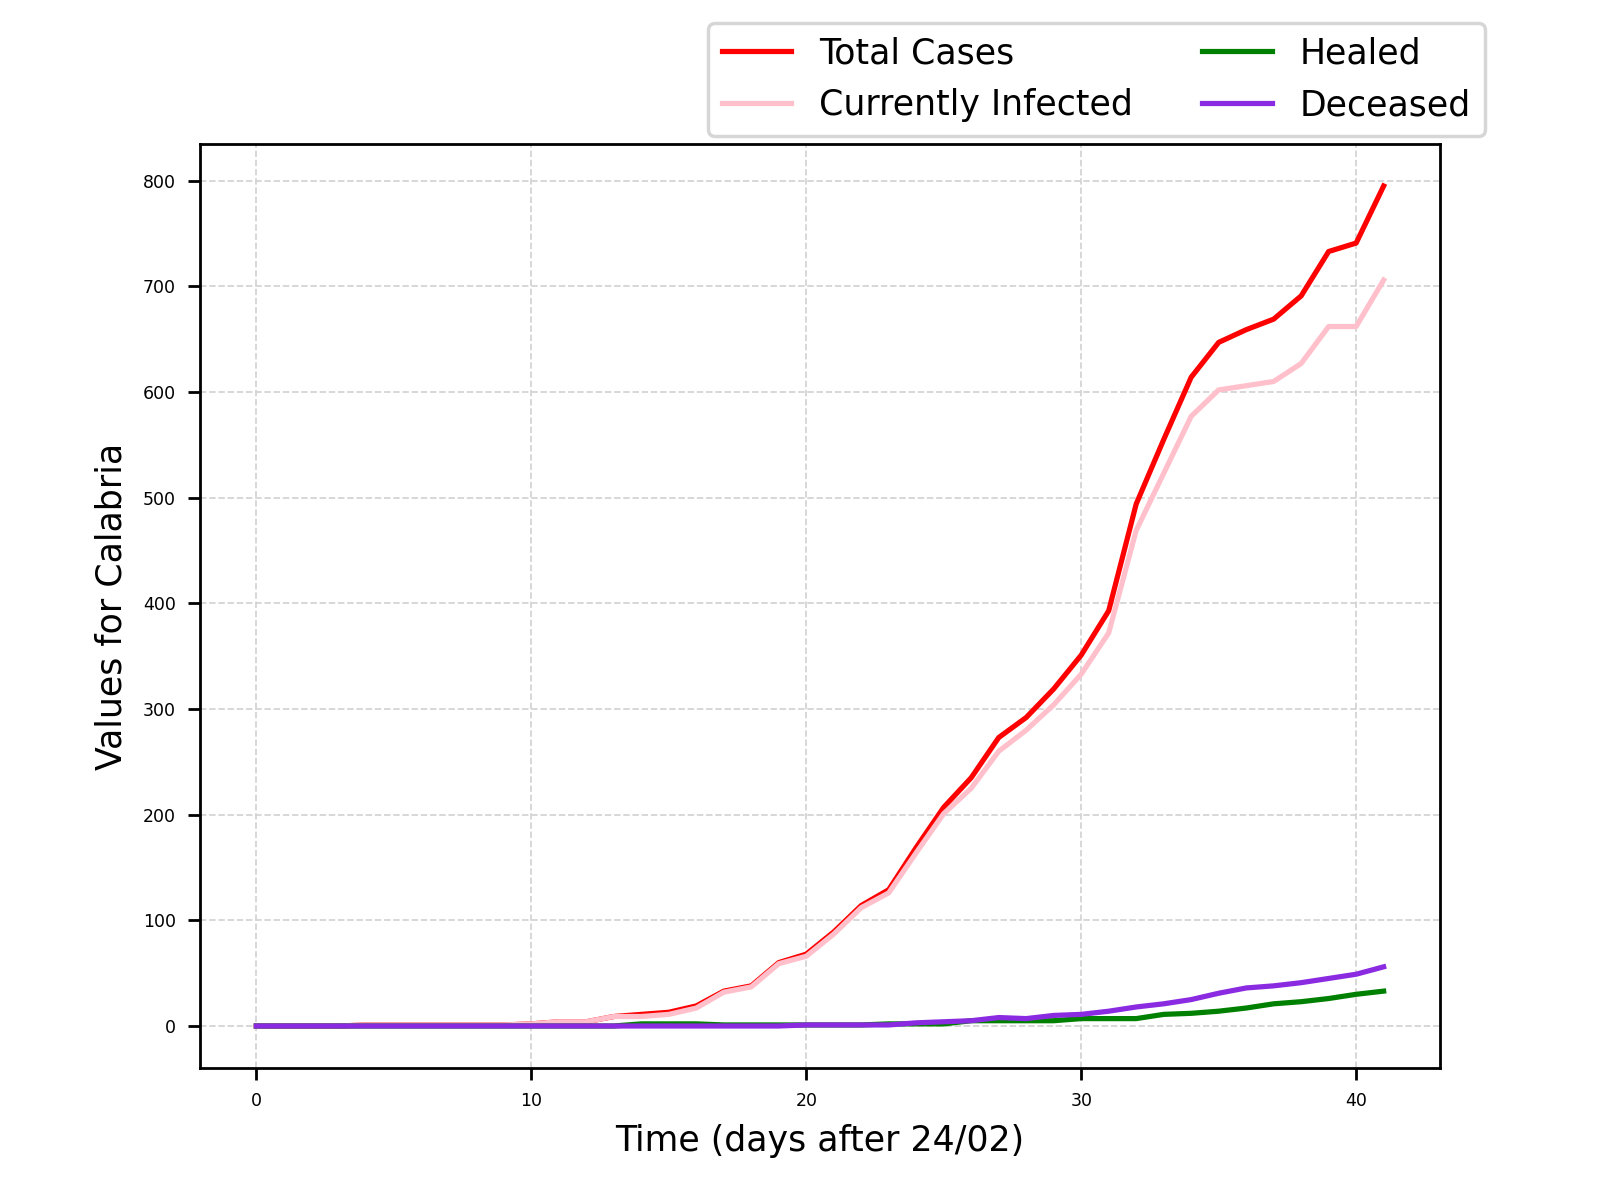 Total Cases
Currently Infected
Healed
Deceased
800
700
600
500
400
300
200
100
0
Values for Calabria
0 10 20 30 40
Time (days after 24/02)